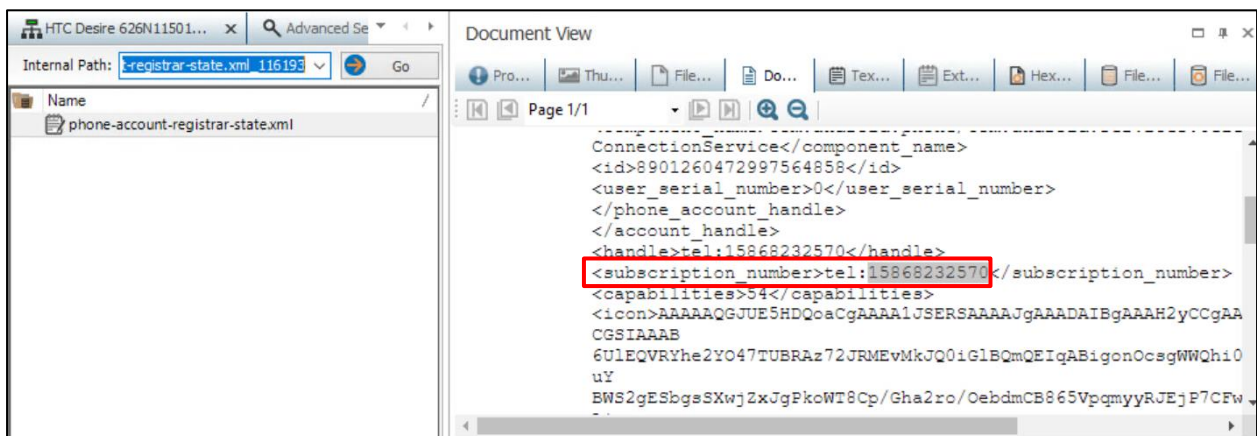 HTC Desire 626N11501... x
Advanced Se
Internal Path: t-registrar-state.xml_116193
Go
Name /
phone-account-registrar-state.xml
Document View
Pro... Thu... File... Do... Tex... Ext... Hex... File... File...
Page 1/1
ConnectionService</component_name>
<id>8901260472997564858</id>
<user_serial_number>0</user_serial_number>
</phone_account_handle>
</account_handle>
<handle>tel:15868232570</handle>
<subscription_number>tel:15868232570</subscription_number>
<capabilities>54</capabilities>
<icon>AAAAAQGJUE5HDQoaCgAAAA1JSERSAAAAJgAAADAIBgAAAH2yCCgAA
CGSIAAAB
6UlEQVRYhe2YO47TUBRAz72JRMEvMkJQ0iGlBQmQEIqABigonOcsgWWQhi0
uY
BWS2gESbgsSXwjZxJgPkoWT8Cp/Gha2ro/OebdmCB865VpqmyyRJEjP7CFw